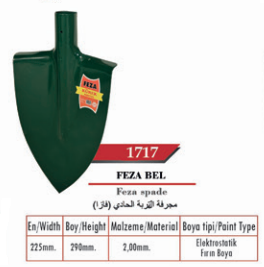 FEZA
1717
FEZA BEL
Feza spade
مجرفة التربة الحادي (فازا)
En/Width Boy/Height Malzeme/Material Boya tipi/Paint Type
225mm. 290mm. 2,00mm. Elektrostatik
Fırın Boya